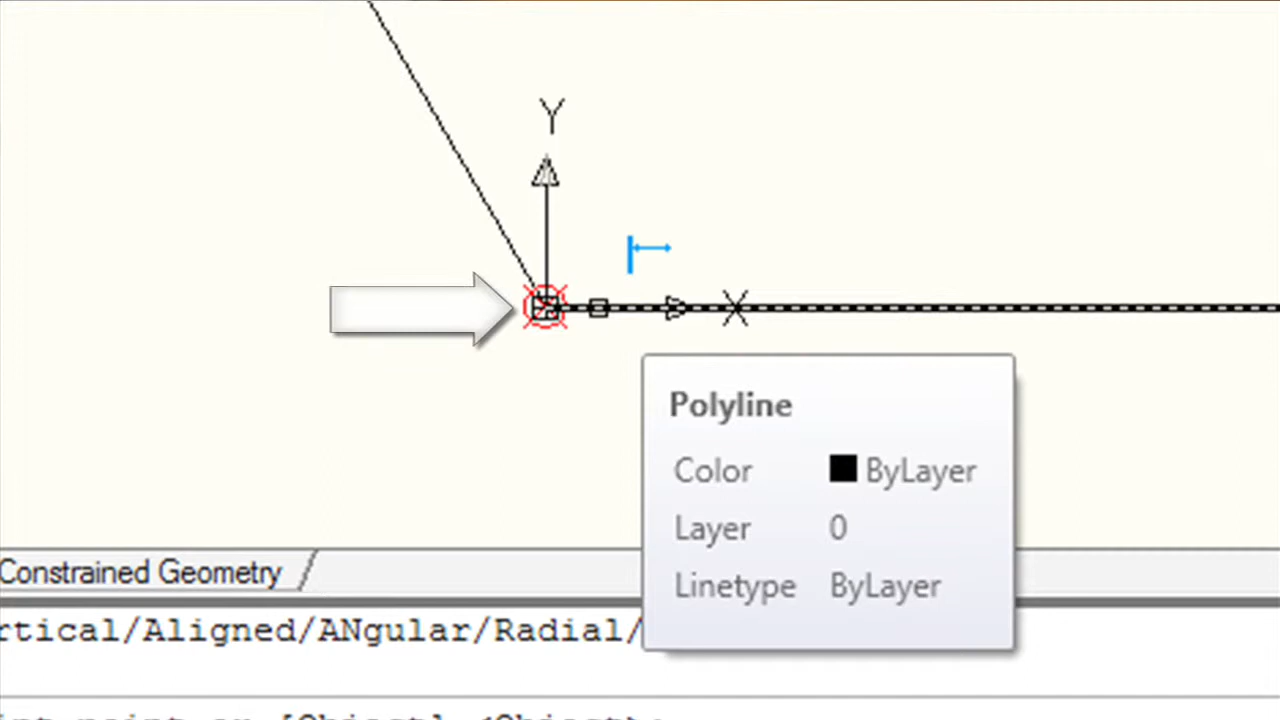 Y
X
Polyline
Color ByLayer
Layer 0
Linetype ByLayer
Constrained Geometry
rtical/Aligned/ANgular/Radial/